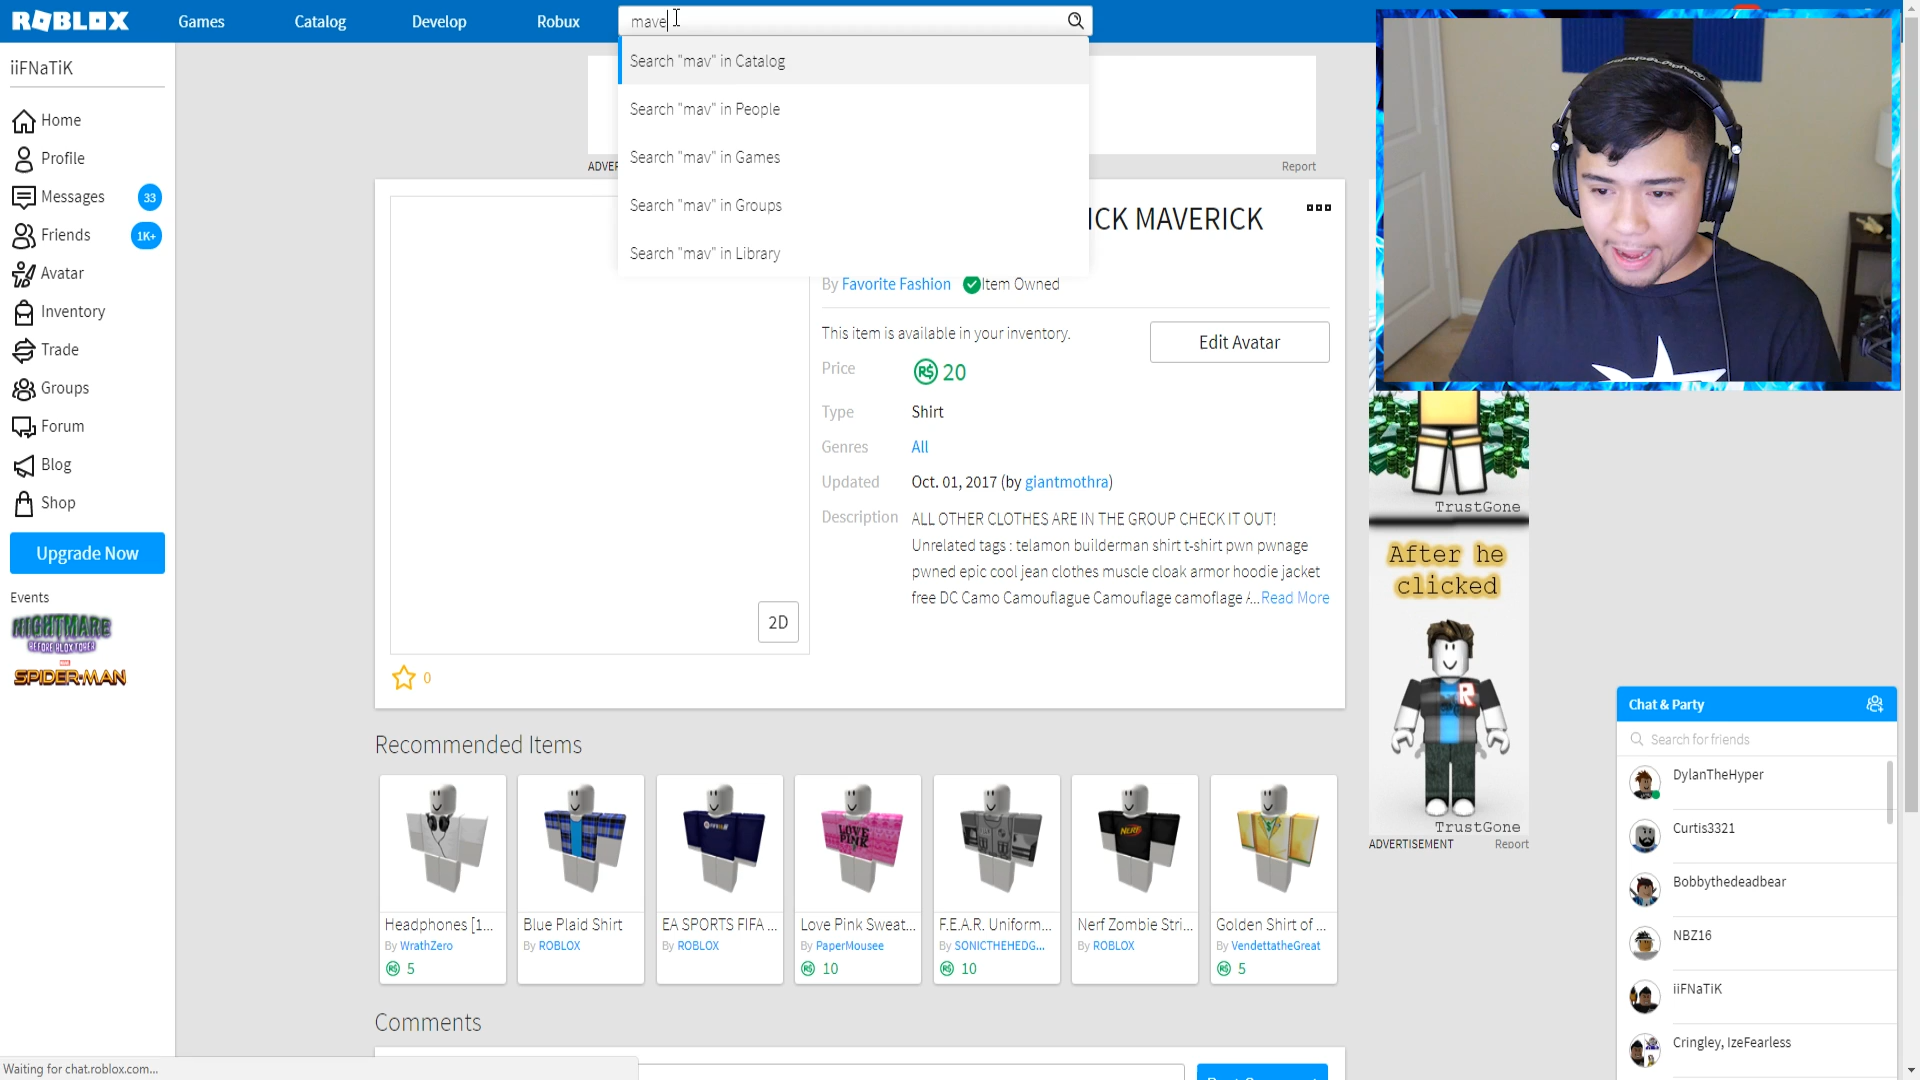 ROBLOX
Games
Catalog
Develop
Robux
mave
Search "mav" in Catalog
Search "mav" in People
Search "mav" in Games
Search "mav" in Groups
Search "mav" in Library
iiFNaTiK
Home
Profile
Messages
33
Friends
1K+
Avatar
Inventory
Trade
Groups
Forum
Blog
Shop
Upgrade Now
Events
NIGHTMARE
BEFORE BLOXTOBER
MARVEL
SPIDER-MAN
Report
MAVERICK
By Favorite Fashion
Item Owned
This item is available in your inventory.
Edit Avatar
Price
R$ 20
Type
Shirt
Genres
All
Updated
Oct. 01, 2017 (by giantmothra)
Description
ALL OTHER CLOTHES ARE IN THE GROUP CHECK IT OUT!
Unrelated tags : telamon builderman shirt t-shirt pwn pwnage
pwned epic cool jean clothes muscle cloak armor hoodie jacket
free DC Camo Camouflague Camouflage camoflage /...Read More
2D
0
Recommended Items
Headphones [1...
By WrathZero
R$ 5
Blue Plaid Shirt
By ROBLOX
EA SPORTS FIFA ...
By ROBLOX
LOVE
PINK
Love Pink Sweat...
By PaperMousee
R$ 10
F.E.A.R. Uniform...
By SONICTHEHEDG...
R$ 10
NERF
Nerf Zombie Stri...
By ROBLOX
Golden Shirt of ...
By VendettatheGreat
R$ 5
Comments
TrustGone
After he
clicked
R
TrustGone
ADVERTISEMENT
Report
Chat & Party
Search for friends
DylanTheHyper
Curtis3321
Bobbythedeadbear
NBZ16
iiFNaTiK
Cringley, IzeFearless
Waiting for chat.roblox.com...